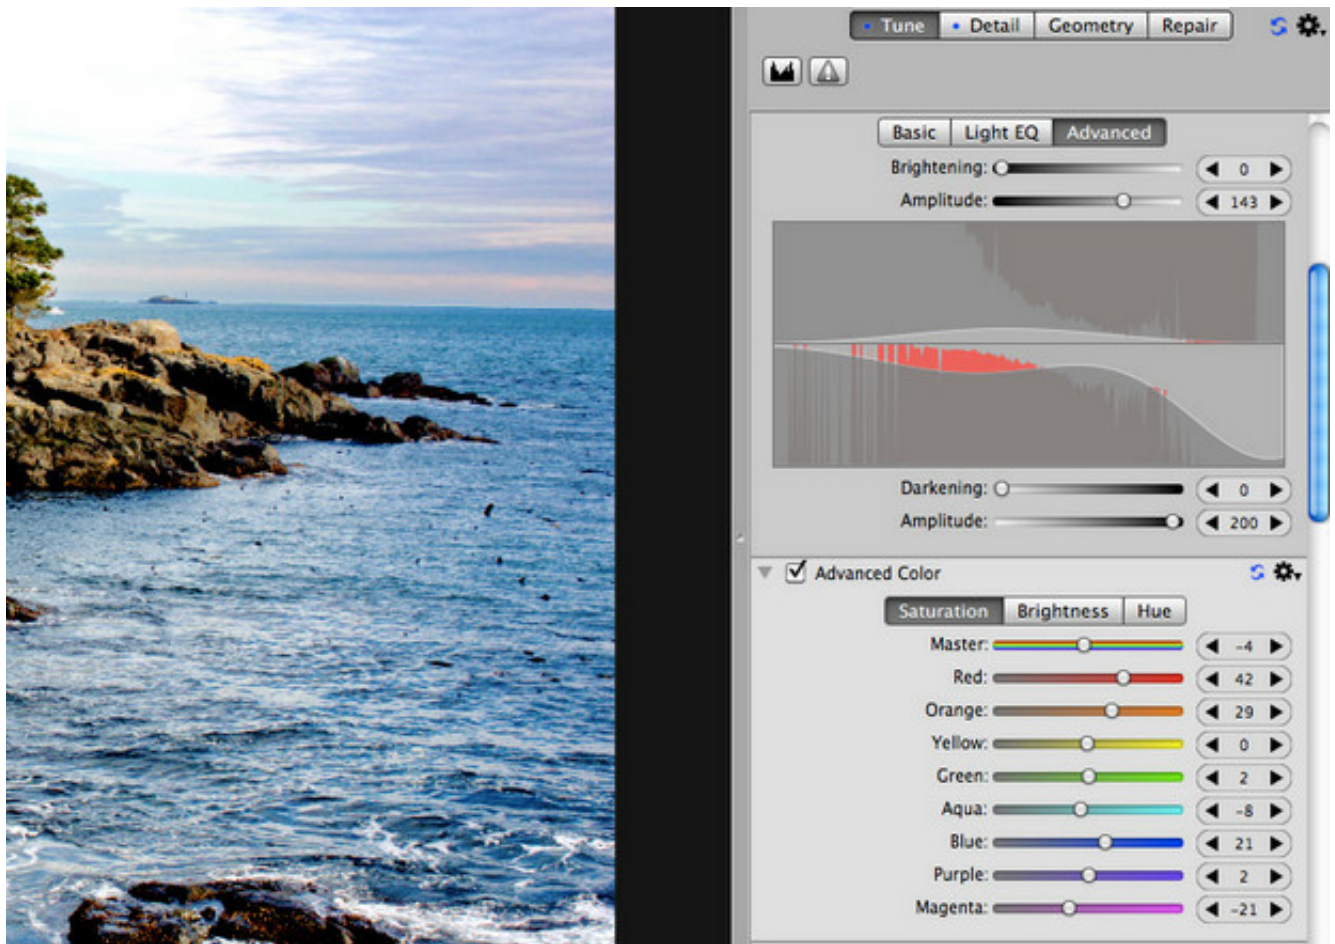 Tune Detail Geometry Repair
Basic Light EQ Advanced
Brightening: 0
Amplitude: 143
Darkening: 0
Amplitude: 200
Advanced Color
Saturation Brightness Hue
Master: -4
Red: 42
Orange: 29
Yellow: 0
Green: 2
Aqua: -8
Blue: 21
Purple: 2
Magenta: -21